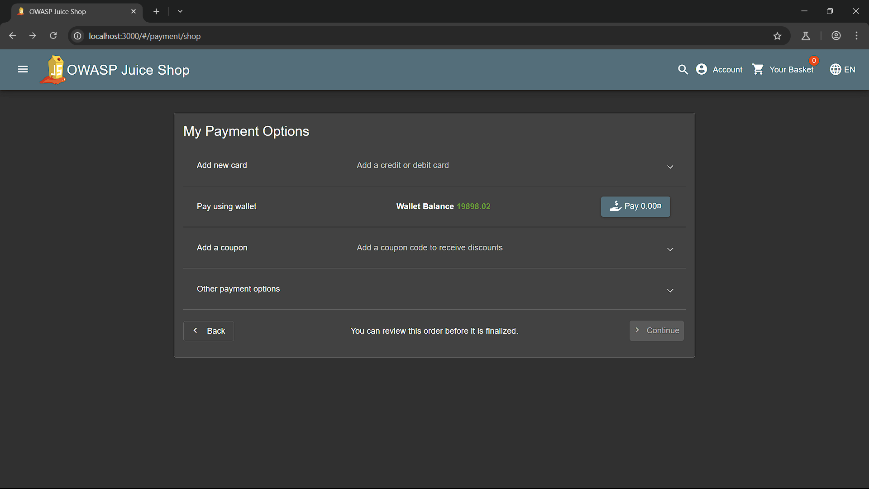 OWASP Juice Shop
localhost:3000/#/payment/shop
OWASP Juice Shop
Account
0
Your Basket
EN
My Payment Options
Add new card
Add a credit or debit card
Pay using wallet
Wallet Balance 19898.02
Pay 0.00¤
Add a coupon
Add a coupon code to receive discounts
Other payment options
Back
You can review this order before it is finalized.
Continue